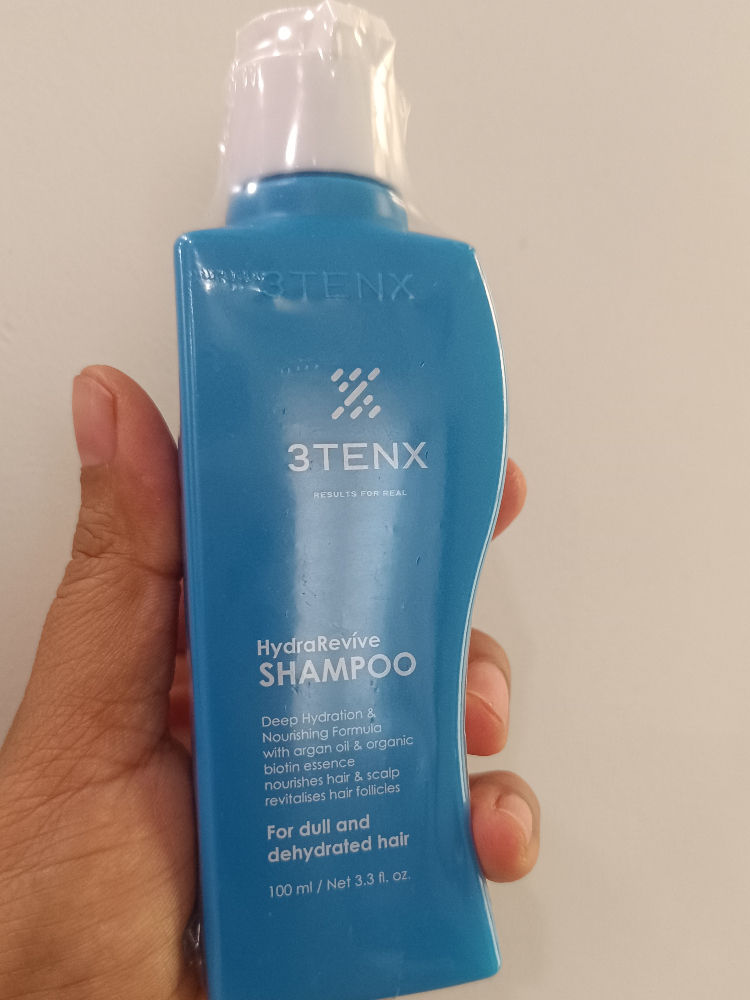 3TENX
3TENX
RESULTS FOR REAL
HydraRevíve
SHAMPOO
Deep Hydration &
Nourishing Formula
with argan oil & organic
biotin essence
nourishes hair & scalp
revitalises hair follicles
For dull and
dehydrated hair
100 ml / Net 3.3 fl. oz.